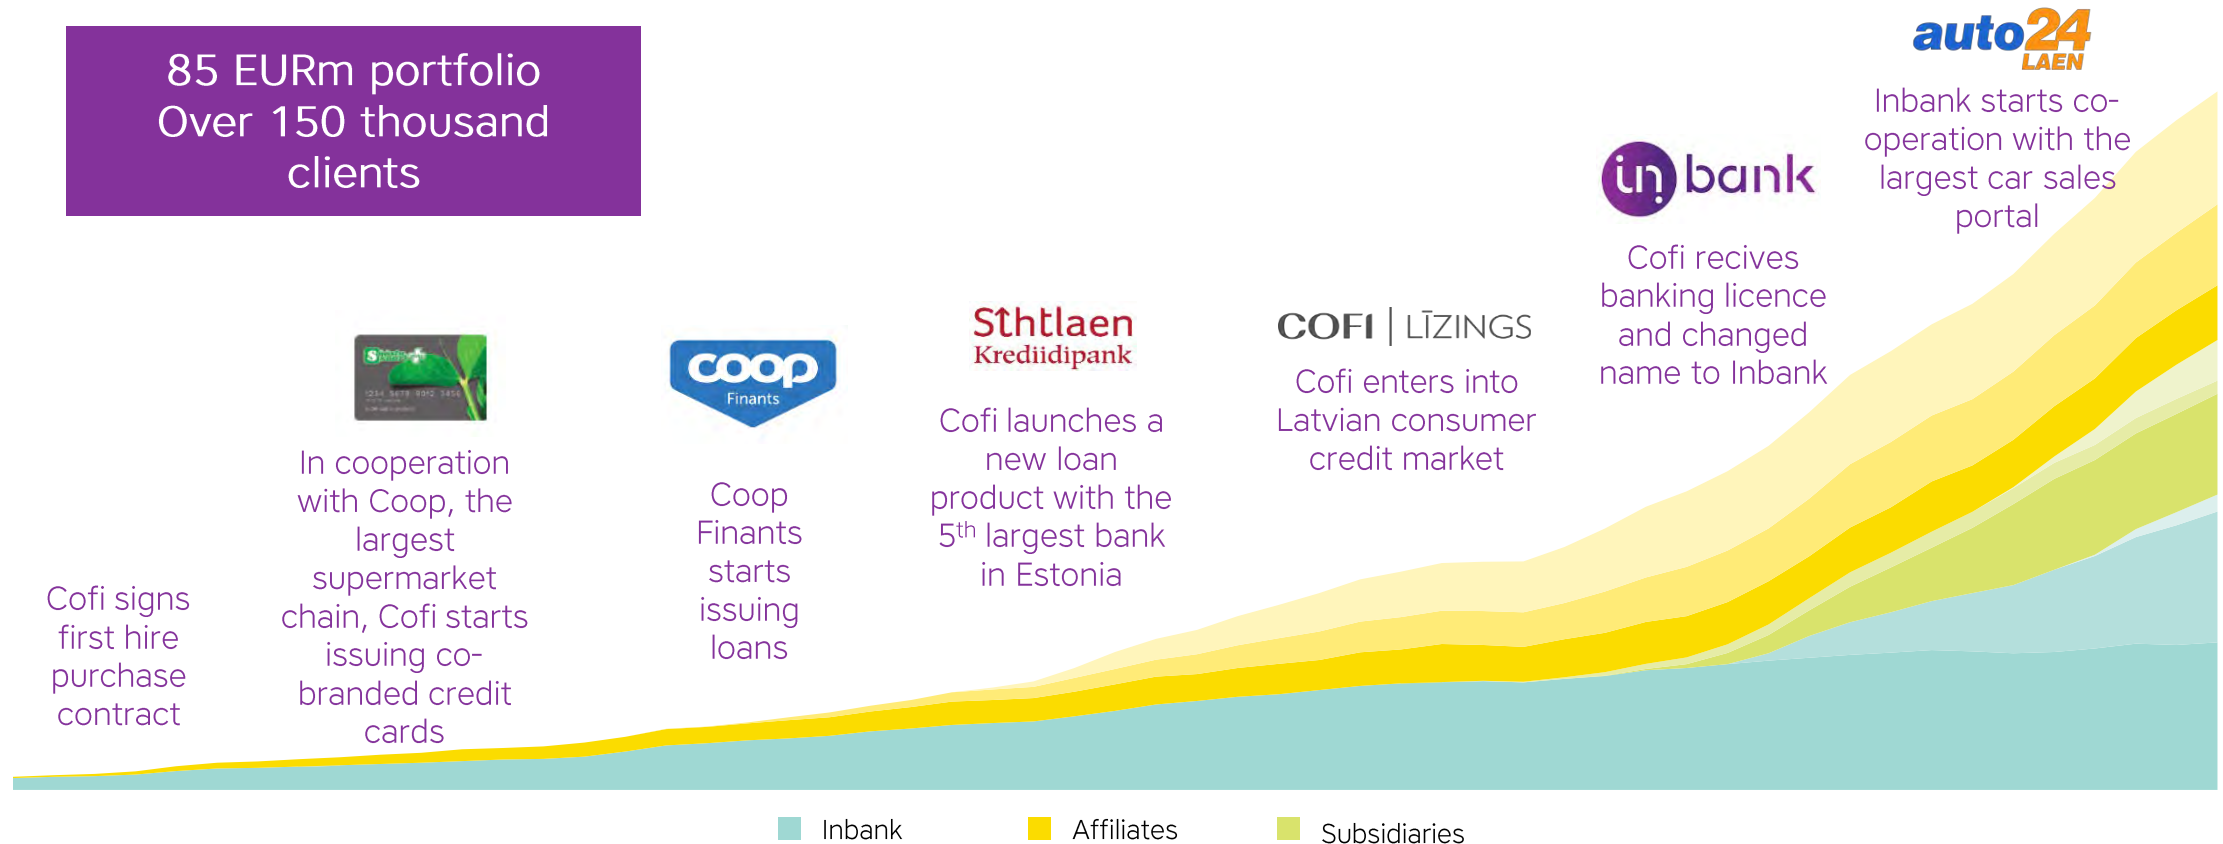 85 EURm portfolio
Over 150 thousand
clients
Cofi signs
first hire
purchase
contract
In cooperation
with Coop, the
largest
supermarket
chain, Cofi starts
issuing co-
branded credit
cards
coop
Finants
Coop
Finants
starts
issuing
loans
Sthtlaen
Krediidipank
Cofi launches a
new loan
product with the
5th largest bank
in Estonia
COFI | LĪZINGS
Cofi enters into
Latvian consumer
credit market
inbank
Cofi recives
banking licence
and changed
name to Inbank
auto24
LAEN
Inbank starts co-
operation with the
largest car sales
portal
Inbank
Affiliates
Subsidiaries